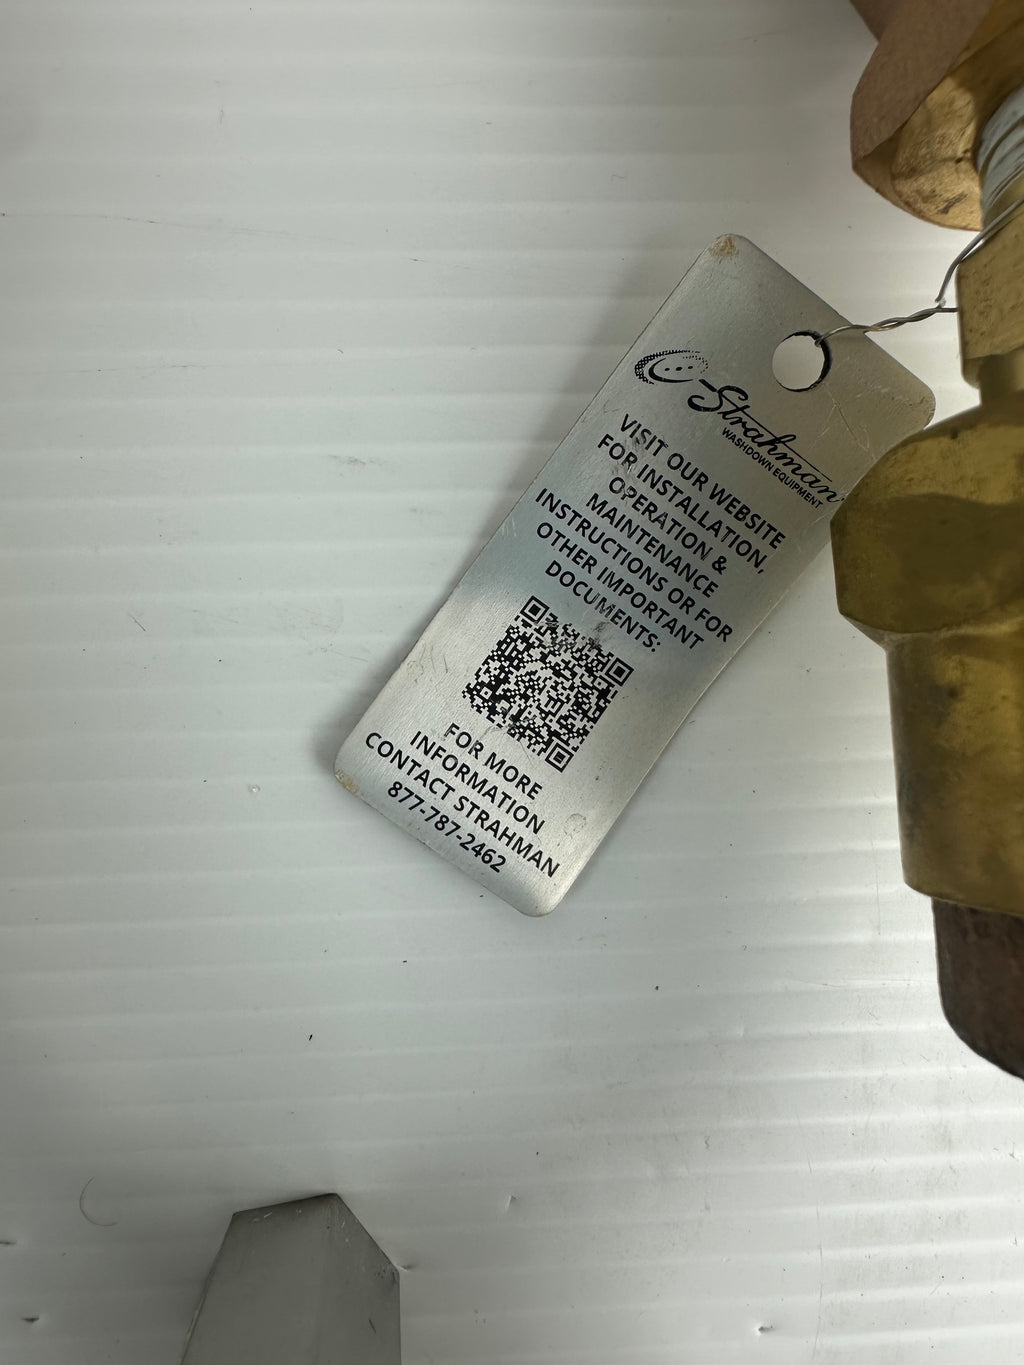 Strahman
WASHDOWN EQUIPMENT
VISIT OUR WEBSITE
FOR INSTALLATION,
OPERATION &
MAINTENANCE
INSTRUCTIONS OR FOR
OTHER IMPORTANT
DOCUMENTS:
FOR MORE
INFORMATION
CONTACT STRAHMAN
877-787-2462